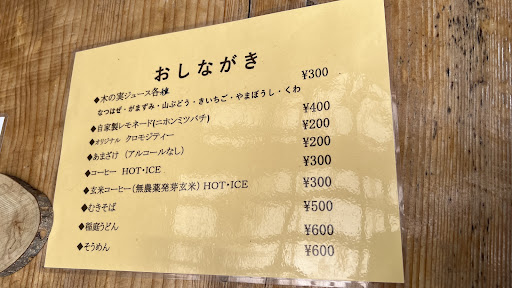 おしながき
◆木の実ジュース各種 ¥300
なつはぜ・がまずみ・山ぶどう・きいちご・やまぼうし・くわ
◆自家製レモネード(ニホンミツバチ) ¥400
◆オリジナル クロモジティー ¥200
◆あまざけ (アルコールなし) ¥200
◆コーヒー HOT・ICE ¥300
◆玄米コーヒー(無農薬発芽玄米) HOT・ICE ¥300
◆むきそば ¥500
◆稲庭うどん ¥600
◆そうめん ¥600